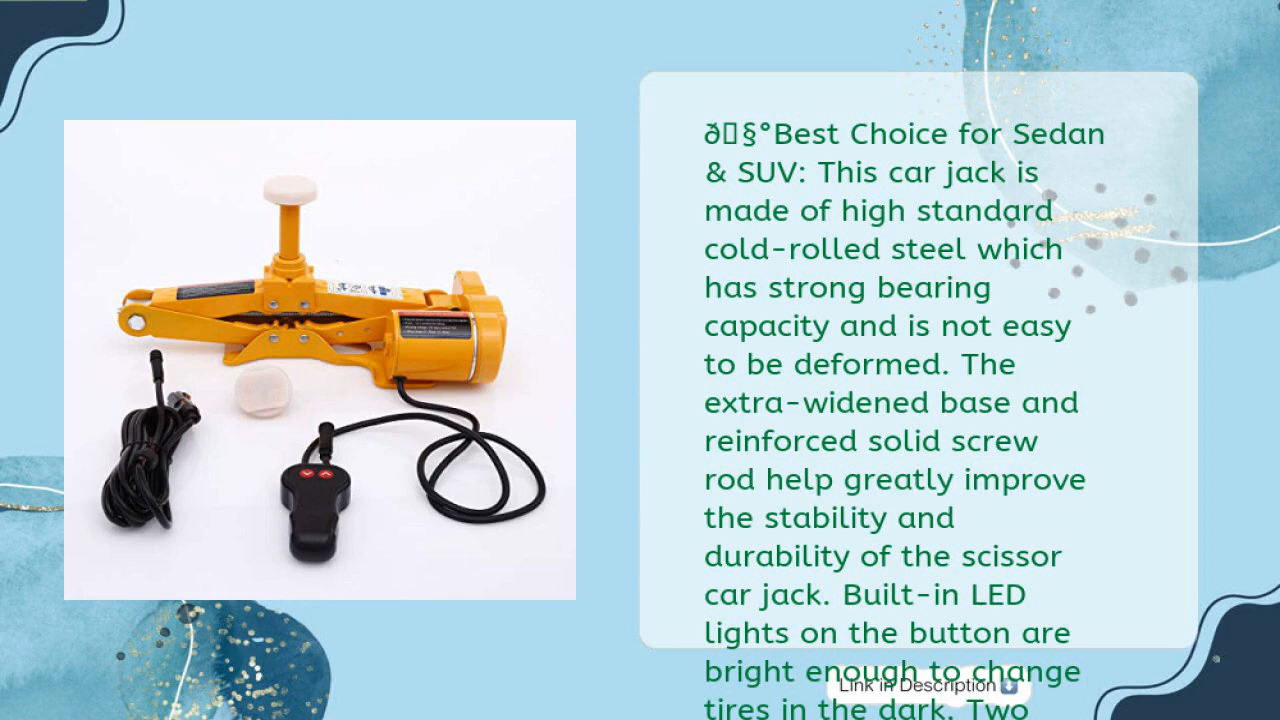 ð▯§°Best Choice for Sedan
& SUV: This car jack is
made of high standard
cold-rolled steel which
has strong bearing
capacity and is not easy
to be deformed. The
extra-widened base and
reinforced solid screw
rod help greatly improve
the stability and
durability of the scissor
car jack. Built-in LED
lights on the button are
bright enough to change
Link in Description⬇️
tires in the dark. Two